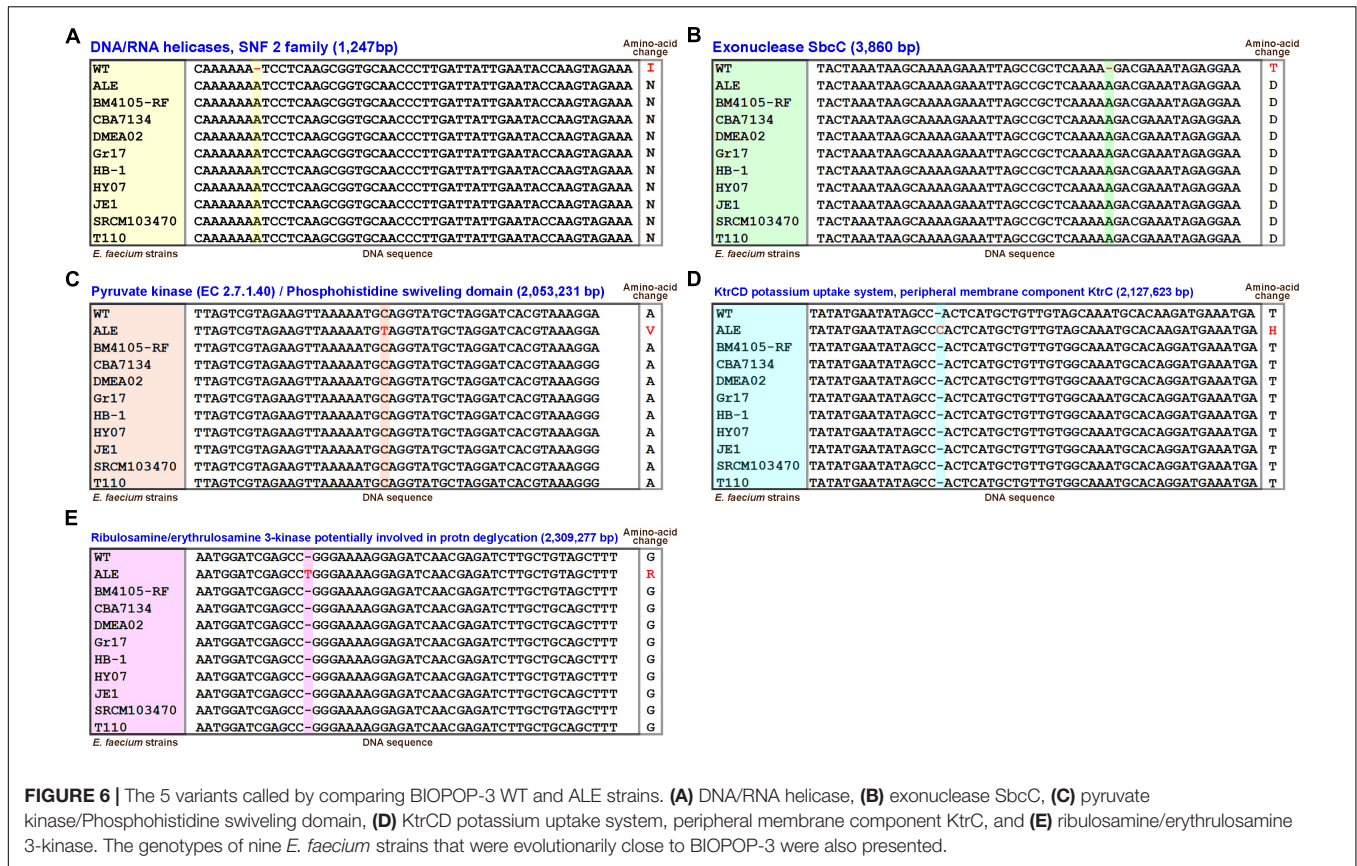 A
DNA/RNA helicases, SNF 2 family (1,247bp)
Amino-acid change
WT CAAAAAA-TCCTCAAGCGGTGCAACCCTTGATTATTGAATACCAAGTAGAAA I
ALE CAAAAAAATCCTCAAGCGGTGCAACCCTTGATTATTGAATACCAAGTAGAAA N
BM4105-RF CAAAAAAATCCTCAAGCGGTGCAACCCTTGATTATTGAATACCAAGTAGAAA N
CBA7134 CAAAAAAATCCTCAAGCGGTGCAACCCTTGATTATTGAATACCAAGTAGAAA N
DMEA02 CAAAAAAATCCTCAAGCGGTGCAACCCTTGATTATTGAATACCAAGTAGAAA N
Gr17 CAAAAAAATCCTCAAGCGGTGCAACCCTTGATTATTGAATACCAAGTAGAAA N
HB-1 CAAAAAAATCCTCAAGCGGTGCAACCCTTGATTATTGAATACCAAGTAGAAA N
HY07 CAAAAAAATCCTCAAGCGGTGCAACCCTTGATTATTGAATACCAAGTAGAAA N
JE1 CAAAAAAATCCTCAAGCGGTGCAACCCTTGATTATTGAATACCAAGTAGAAA N
SRCM103470 CAAAAAAATCCTCAAGCGGTGCAACCCTTGATTATTGAATACCAAGTAGAAA N
T110 CAAAAAAATCCTCAAGCGGTGCAACCCTTGATTATTGAATACCAAGTAGAAA N
E. faecium strains DNA sequence
B
Exonuclease SbcC (3,860 bp)
Amino-acid change
WT TACTAAATAAGCAAAAGAAATTAGCCGCTCAAAA-GACGAAATAGAGGAA T
ALE TACTAAATAAGCAAAAGAAATTAGCCGCTCAAAAAGACGAAATAGAGGAA D
BM4105-RF TACTAAATAAGCAAAAGAAATTAGCCGCTCAAAAAGACGAAATAGAGGAA D
CBA7134 TACTAAATAAGCAAAAGAAATTAGCCGCTCAAAAAGACGAAATAGAGGAA D
DMEA02 TACTAAATAAGCAAAAGAAATTAGCCGCTCAAAAAGACGAAATAGAGGAA D
Gr17 TACTAAATAAGCAAAAGAAATTAGCCGCTCAAAAAGACGAAATAGAGGAA D
HB-1 TACTAAATAAGCAAAAGAAATTAGCCGCTCAAAAAGACGAAATAGAGGAA D
HY07 TACTAAATAAGCAAAAGAAATTAGCCGCTCAAAAAGACGAAATAGAGGAA D
JE1 TACTAAATAAGCAAAAGAAATTAGCCGCTCAAAAAGACGAAATAGAGGAA D
SRCM103470 TACTAAATAAGCAAAAGAAATTAGCCGCTCAAAAAGACGAAATAGAGGAA D
T110 TACTAAATAAGCAAAAGAAATTAGCCGCTCAAAAAGACGAAATAGAGGAA D
E. faecium strains DNA sequence
C
Pyruvate kinase (EC 2.7.1.40) / Phosphohistidine swiveling domain (2,053,231 bp)
Amino-acid change
WT TTAGTCGTAGAAGTTAAAAATGCAGGTATGCTAGGATCACGTAAAGGA A
ALE TTAGTCGTAGAAGTTAAAAATGTAGGTATGCTAGGATCACGTAAAGGA V
BM4105-RF TTAGTCGTAGAAGTTAAAAATGCAGGTATGCTAGGATCACGTAAAGGA A
CBA7134 TTAGTCGTAGAAGTTAAAAATGCAGGTATGCTAGGATCACGTAAAGGG A
DMEA02 TTAGTCGTAGAAGTTAAAAATGCAGGTATGCTAGGATCACGTAAAGGG A
Gr17 TTAGTCGTAGAAGTTAAAAATGCAGGTATGCTAGGATCACGTAAAGGG A
HB-1 TTAGTCGTAGAAGTTAAAAATGCAGGTATGCTAGGATCACGTAAAGGG A
HY07 TTAGTCGTAGAAGTTAAAAATGCAGGTATGCTAGGATCACGTAAAGGA A
JE1 TTAGTCGTAGAAGTTAAAAATGCAGGTATGCTAGGATCACGTAAAGGG A
SRCM103470 TTAGTCGTAGAAGTTAAAAATGCAGGTATGCTAGGATCACGTAAAGGA A
T110 TTAGTCGTAGAAGTTAAAAATGCAGGTATGCTAGGATCACGTAAAGGG A
E. faecium strains DNA sequence
D
KtrCD potassium uptake system, peripheral membrane component KtrC (2,127,623 bp)
Amino-acid change
WT TATATGAATATAGCC-ACTCATGCTGTTGTAGCAAATGCACAAGATGAAATGA T
ALE TATATGAATATAGCCCACTCATGCTGTTGTAGCAAATGCACAAGATGAAATGA H
BM4105-RF TATATGAATATAGCC-ACTCATGCTGTTGTGGCAAATGCACAGGATGAAATGA T
CBA7134 TATATGAATATAGCC-ACTCATGCTGTTGTGGCAAATGCACAGGATGAAATGA T
DMEA02 TATATGAATATAGCC-ACTCATGCTGTTGTGGCAAATGCACAGGATGAAATGA T
Gr17 TATATGAATATAGCC-ACTCATGCTGTTGTGGCAAATGCACAGGATGAAATGA T
HB-1 TATATGAATATAGCC-ACTCATGCTGTTGTGGCAAATGCACAGGATGAAATGA T
HY07 TATATGAATATAGCC-ACTCATGCTGTTGTGGCAAATGCACAGGATGAAATGA T
JE1 TATATGAATATAGCC-ACTCATGCTGTTGTGGCAAATGCACAGGATGAAATGA T
SRCM103470 TATATGAATATAGCC-ACTCATGCTGTTGTGGCAAATGCACAGGATGAAATGA T
T110 TATATGAATATAGCC-ACTCATGCTGTTGTGGCAAATGCACAGGATGAAATGA T
E. faecium strains DNA sequence
E
Ribulosamine/erythrulosamine 3-kinase potentially involved in protn deglycation (2,309,277 bp)
Amino-acid change
WT AATGGATCGAGCC-GGGAAAAGGAGATCAACGAGATCTTGCTGTAGCTTT G
ALE AATGGATCGAGCCTGGGAAAAGGAGATCAACGAGATCTTGCTGTAGCTTT R
BM4105-RF AATGGATCGAGCC-GGGAAAAGGAGATCAACGAGATCTTGCTGTAGCTTT G
CBA7134 AATGGATCGAGCC-GGGAAAAGGAGATCAACGAGATCTTGCTGCAGCTTT G
DMEA02 AATGGATCGAGCC-GGGAAAAGGAGATCAACGAGATCTTGCTGCAGCTTT G
Gr17 AATGGATCGAGCC-GGGAAAAGGAGATCAACGAGATCTTGCTGCAGCTTT G
HB-1 AATGGATCGAGCC-GGGAAAAGGAGATCAACGAGATCTTGCTGCAGCTTT G
HY07 AATGGATCGAGCC-GGGAAAAGGAGATCAACGAGATCTTGCTGTAGCTTT G
JE1 AATGGATCGAGCC-GGGAAAAGGAGATCAACGAGATCTTGCTGCAGCTTT G
SRCM103470 AATGGATCGAGCC-GGGAAAAGGAGATCAACGAGATCTTGCTGTAGCTTT G
T110 AATGGATCGAGCC-GGGAAAAGGAGATCAACGAGATCTTGCTGCAGCTTT G
E. faecium strains DNA sequence
FIGURE 6 | The 5 variants called by comparing BIOPOP-3 WT and ALE strains. (A) DNA/RNA helicase, (B) exonuclease SbcC, (C) pyruvate
kinase/Phosphohistidine swiveling domain, (D) KtrCD potassium uptake system, peripheral membrane component KtrC, and (E) ribulosamine/erythrulosamine
3-kinase. The genotypes of nine E. faecium strains that were evolutionarily close to BIOPOP-3 were also presented.